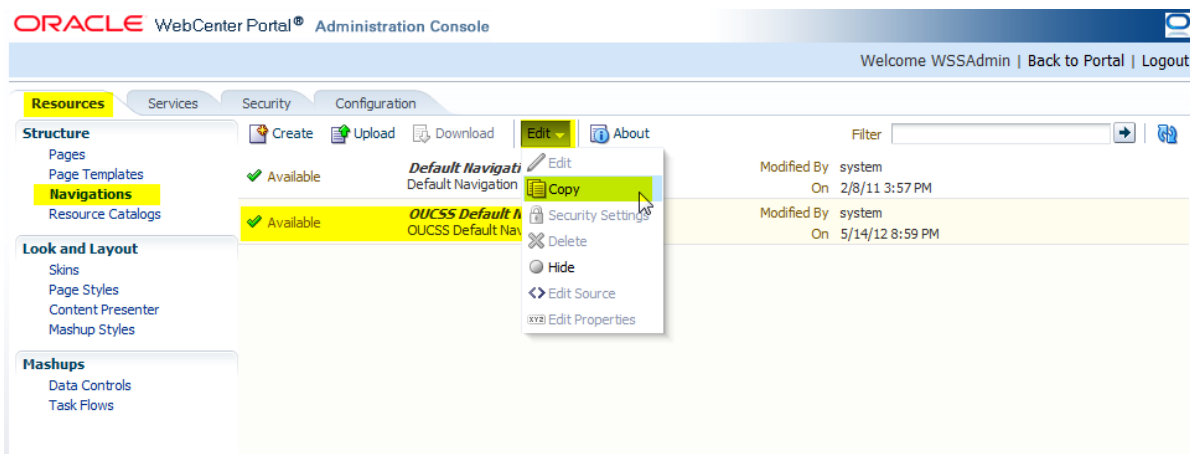 ORACLE WebCenter Portal® Administration Console
Welcome WSSAdmin | Back to Portal | Logout
Resources Services Security Configuration
Structure
Pages
Page Templates
Navigations
Resource Catalogs
Look and Layout
Skins
Page Styles
Content Presenter
Mashup Styles
Mashups
Data Controls
Task Flows
Create Upload Download Edit About Filter
Available Default Navigati Modified By system
Default Navigation On 2/8/11 3:57 PM
Available OUCSS Default N Modified By system
OUCSS Default Nav On 5/14/12 8:59 PM
Edit
Copy
Security Settings
Delete
Hide
Edit Source
XYZ Edit Properties